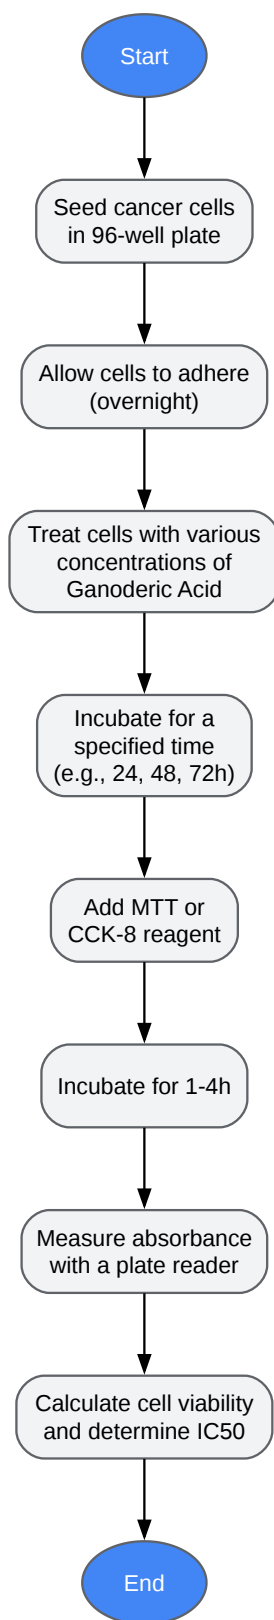 Start
Seed cancer cells
in 96-well plate
Allow cells to adhere
(overnight)
Treat cells with various
concentrations of
Ganoderic Acid
Incubate for a
specified time
(e.g., 24, 48, 72h)
Add MTT or
CCK-8 reagent
Incubate for 1-4h
Measure absorbance
with a plate reader
Calculate cell viability
and determine IC50
End